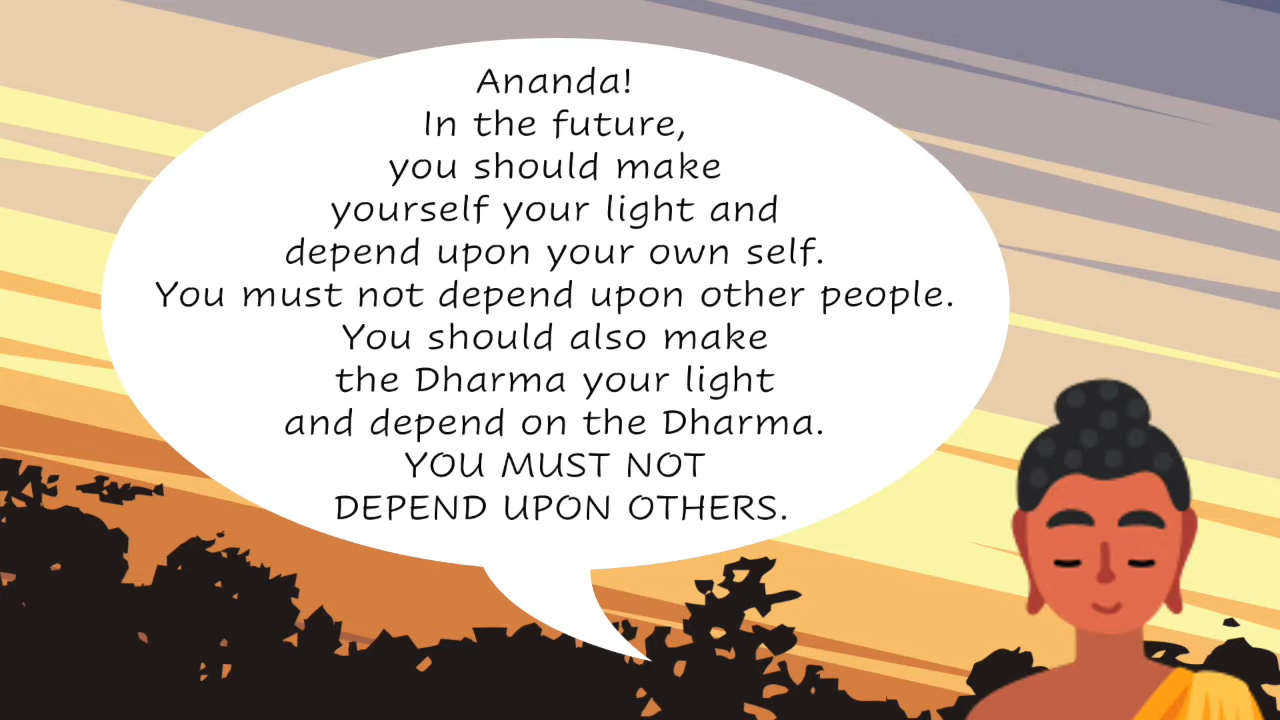 Ananda!
In the future,
you should make
yourself your light and
depend upon your own self.
You must not depend upon other people.
You should also make
the Dharma your light
and depend on the Dharma.
YOU MUST NOT
DEPEND UPON OTHERS.